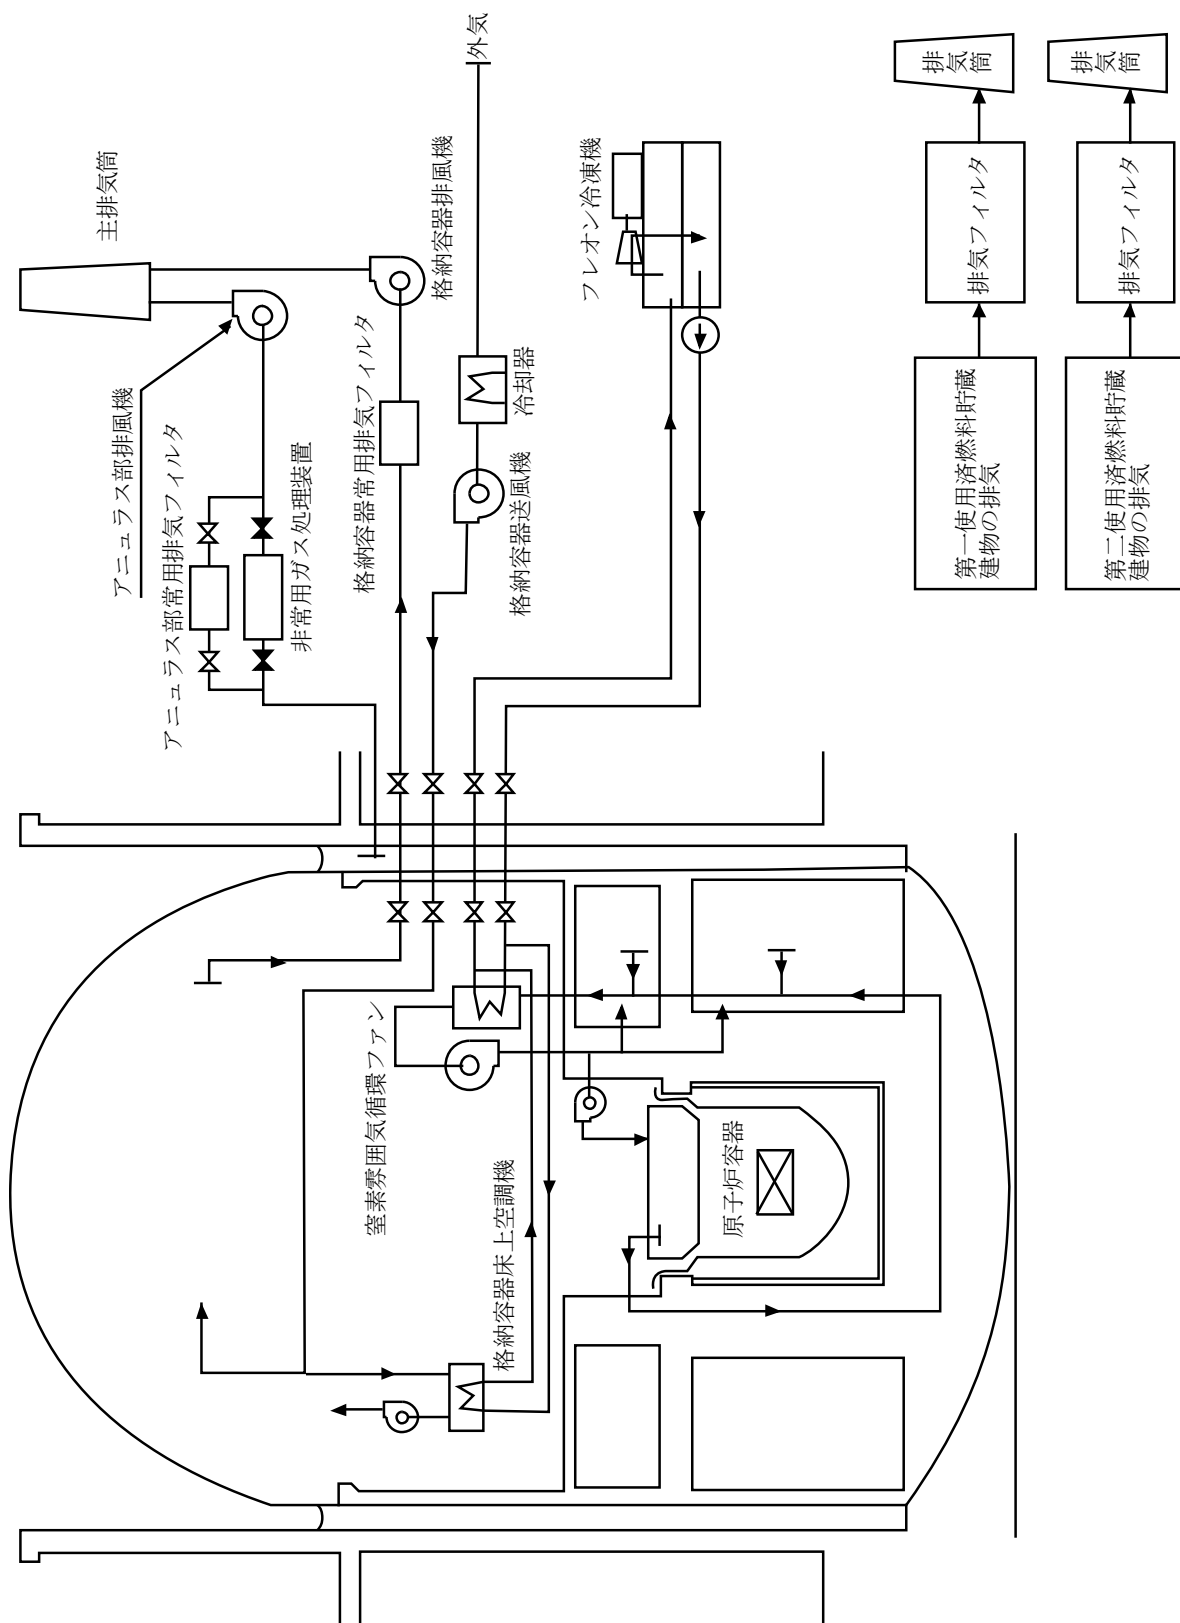 主排気筒
外気
アニュラス部排風機
アニュラス部常用排気フィルタ
非常用ガス処理装置
格納容器排風機
格納容器常用排気フィルタ
冷却器
格納容器送風機
フレオン冷凍機
窒素雰囲気循環ファン
格納容器床上空調機
原子炉容器
排
気
筒
排気フィルタ
第一使用済燃料貯蔵
建物の排気
排
気
筒
排気フィルタ
第二使用済燃料貯蔵
建物の排気